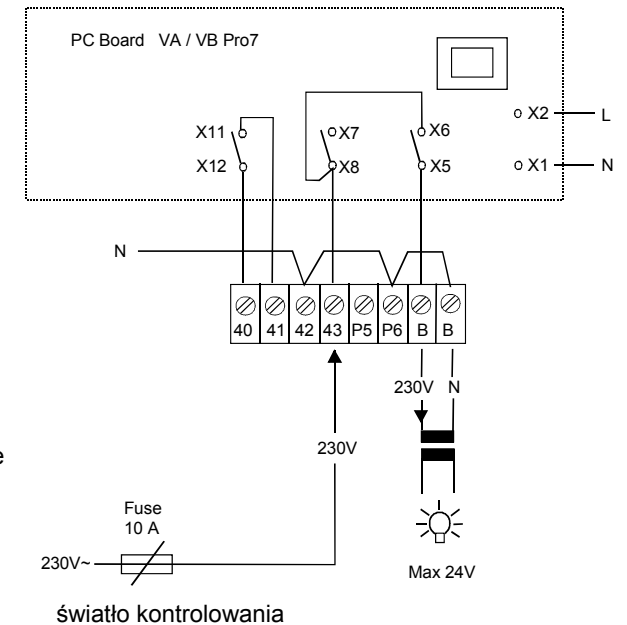 PC Board VA / VB Pro7
X2 L
X11 X7 X6
X12 X8 X5 X1 N
N
40 41 42 43 P5 P6 B B
230V N
e
230V
Fuse
10 A
230V~
Max 24V
światło kontrolowania